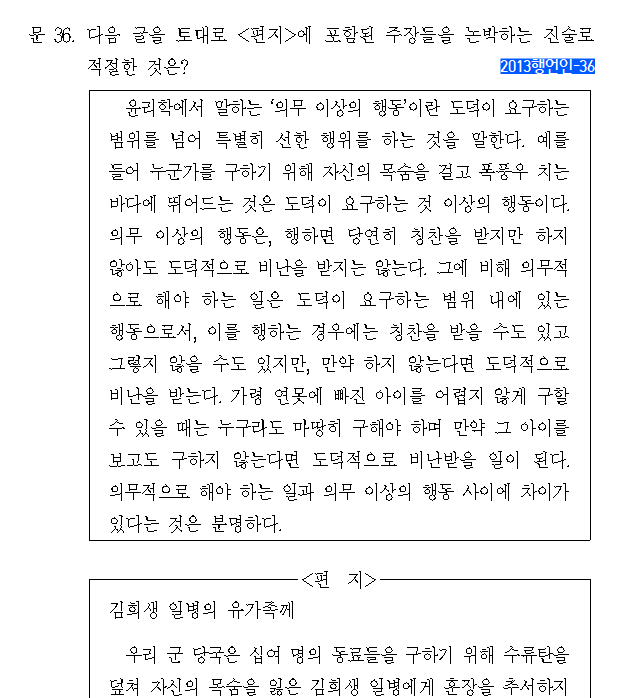 문 36. 다음 글을 토대로 <편지>에 포함된 주장들을 논박하는 진술로
적절한 것은?
2013행언인-36
윤리학에서 말하는 ‘의무 이상의 행동’이란 도덕이 요구하는
범위를 넘어 특별히 선한 행위를 하는 것을 말한다. 예를
들어 누군가를 구하기 위해 자신의 목숨을 걸고 폭풍우 치는
바다에 뛰어드는 것은 도덕이 요구하는 것 이상의 행동이다.
의무 이상의 행동은, 행하면 당연히 칭찬을 받지만 하지
않아도 도덕적으로 비난을 받지는 않는다. 그에 비해 의무적
으로 해야 하는 일은 도덕이 요구하는 범위 내에 있는
행동으로서, 이를 행하는 경우에는 칭찬을 받을 수도 있고
그렇지 않을 수도 있지만, 만약 하지 않는다면 도덕적으로
비난을 받는다. 가령 연못에 빠진 아이를 어렵지 않게 구할
수 있을 때는 누구라도 마땅히 구해야 하며 만약 그 아이를
보고도 구하지 않는다면 도덕적으로 비난받을 일이 된다.
의무적으로 해야 하는 일과 의무 이상의 행동 사이에 차이가
있다는 것은 분명하다.
<편 지>
김희생 일병의 유가족께
우리 군 당국은 십여 명의 동료들을 구하기 위해 수류탄을
덮쳐 자신의 목숨을 잃은 김희생 일병에게 훈장을 추서하지